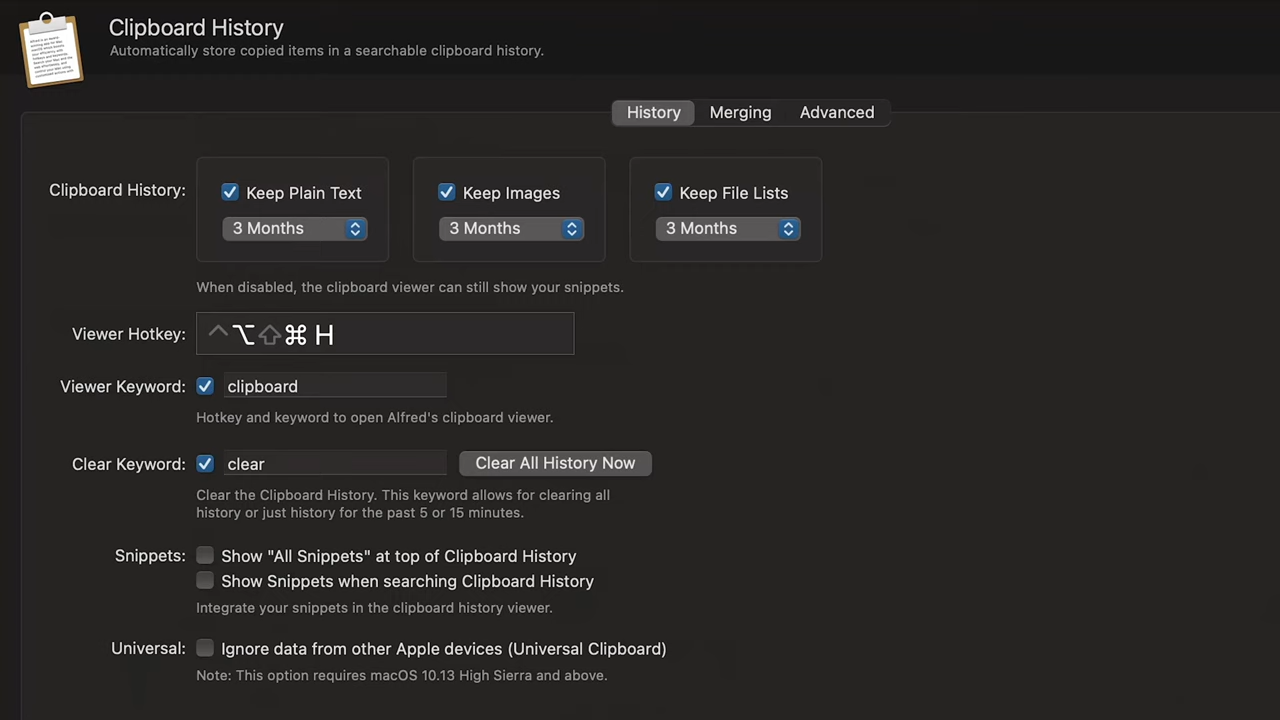 Clipboard History
Automatically store copied items in a searchable clipboard history.
History Merging Advanced
Clipboard History: Keep Plain Text Keep Images Keep File Lists
3 Months 3 Months 3 Months
When disabled, the clipboard viewer can still show your snippets.
Viewer Hotkey: ^⌥⇧⌘ H
Viewer Keyword: clipboard
Hotkey and keyword to open Alfred's clipboard viewer.
Clear Keyword: clear Clear All History Now
Clear the Clipboard History. This keyword allows for clearing all
history or just history for the past 5 or 15 minutes.
Snippets: Show "All Snippets" at top of Clipboard History
Show Snippets when searching Clipboard History
Integrate your snippets in the clipboard history viewer.
Universal: Ignore data from other Apple devices (Universal Clipboard)
Note: This option requires macOS 10.13 High Sierra and above.